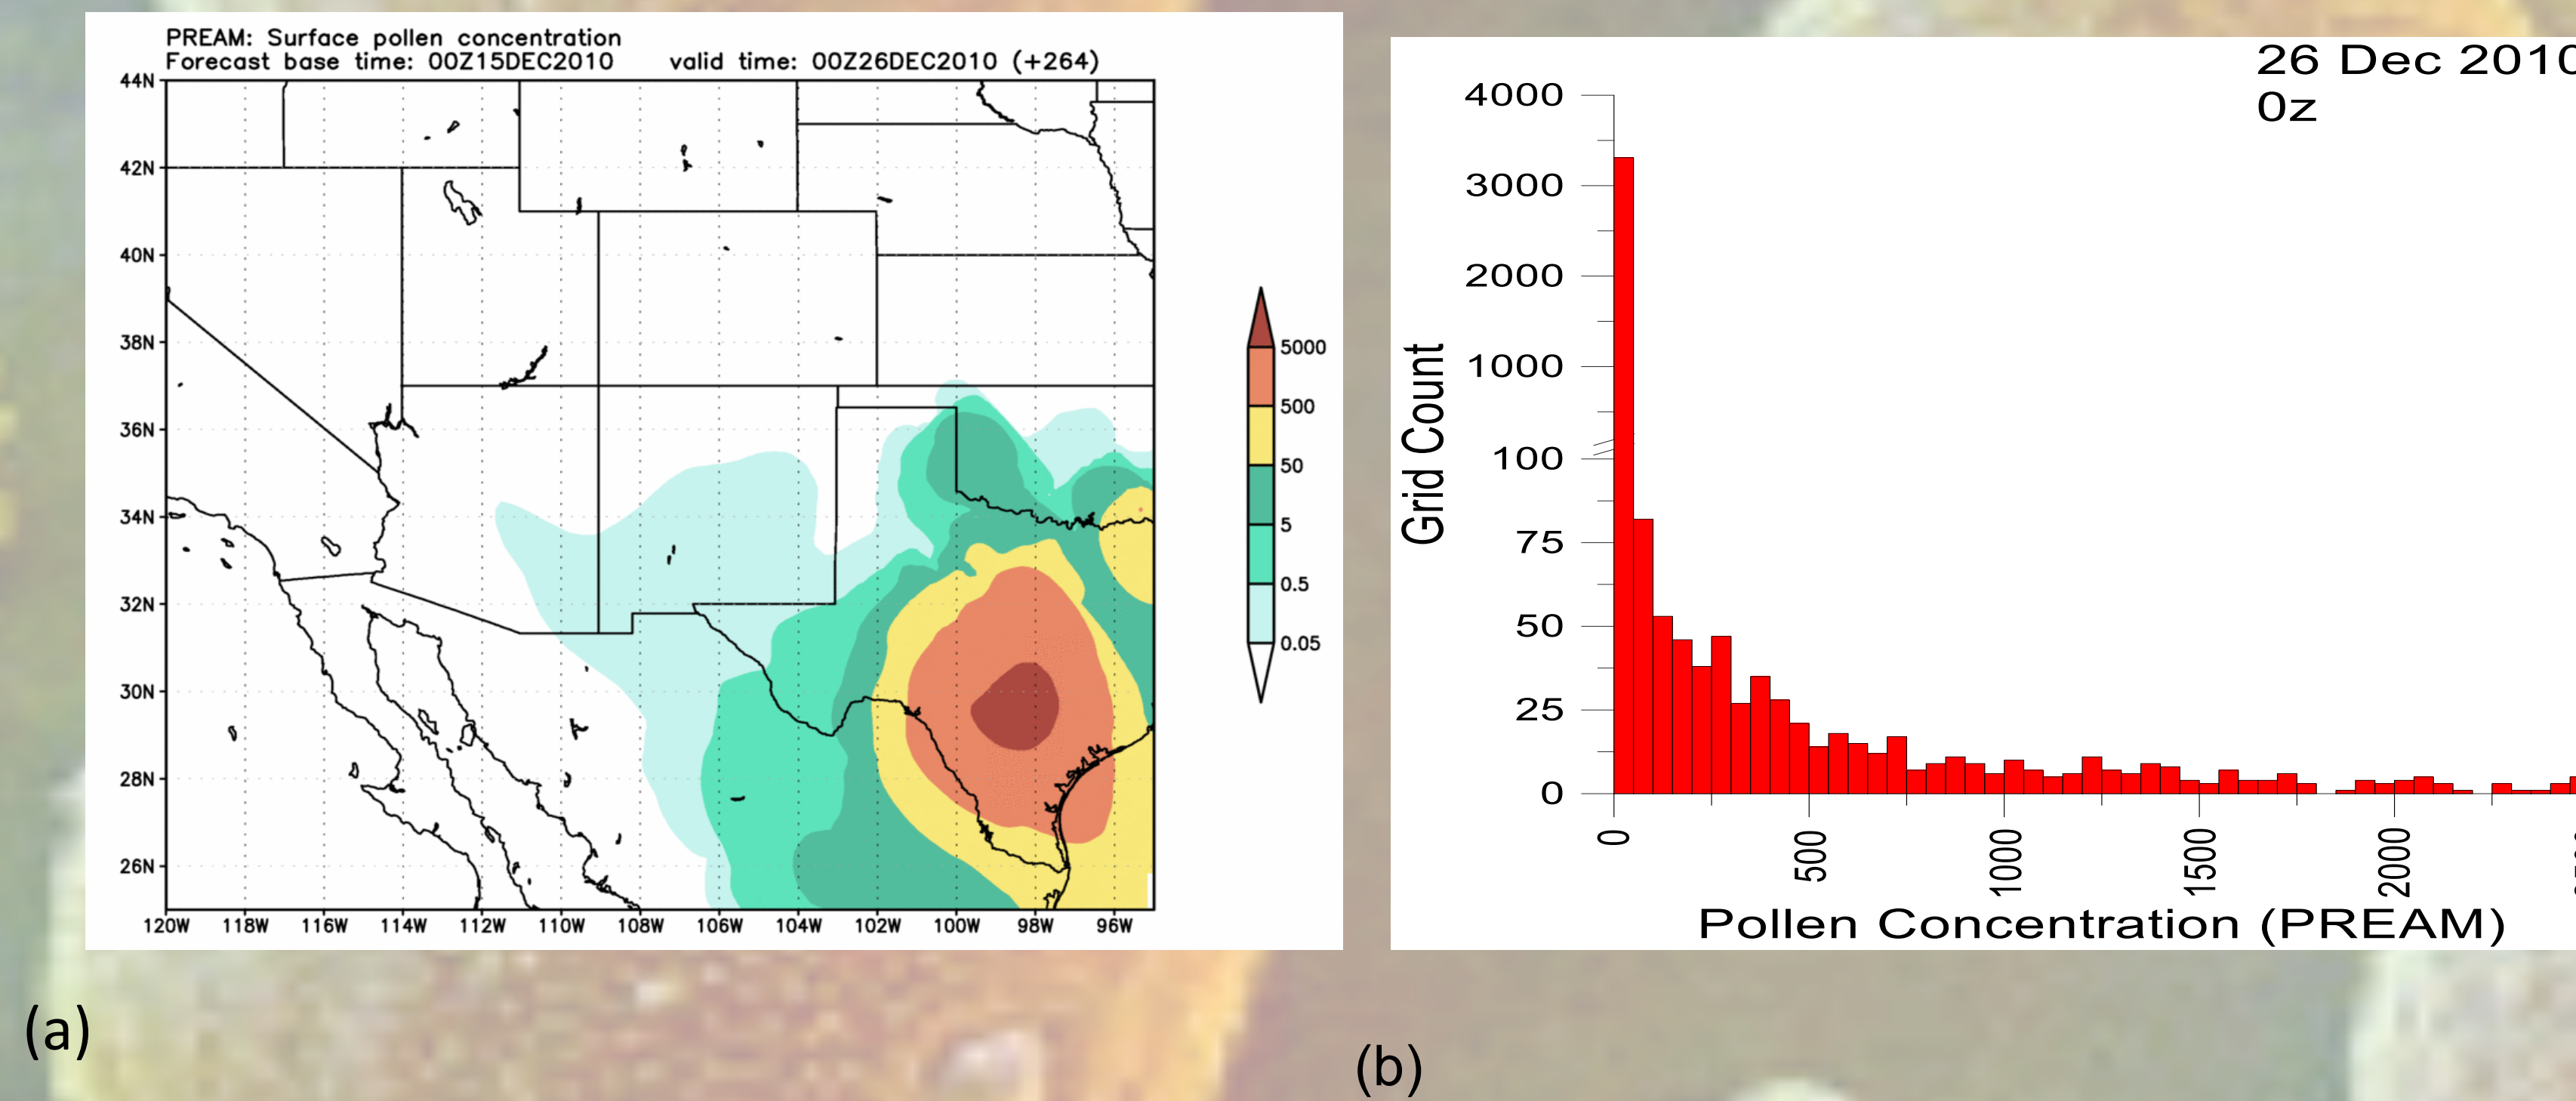 PREAM: Surface pollen concentration
Forecast base time: 00Z15DEC2010 valid time: 00Z26DEC2010 (+264)
44N
42N
40N
38N
36N
34N
32N
30N
28N
26N
120W 118W 116W 114W 112W 110W 108W 106W 104W 102W 100W 98W 96W
5000
500
50
5
0.5
0.05
(a)
26 Dec 2010
0z
Grid Count
4000
3000
2000
1000
100
75
50
25
0
0 500 1000 1500 2000
Pollen Concentration (PREAM)
(b)